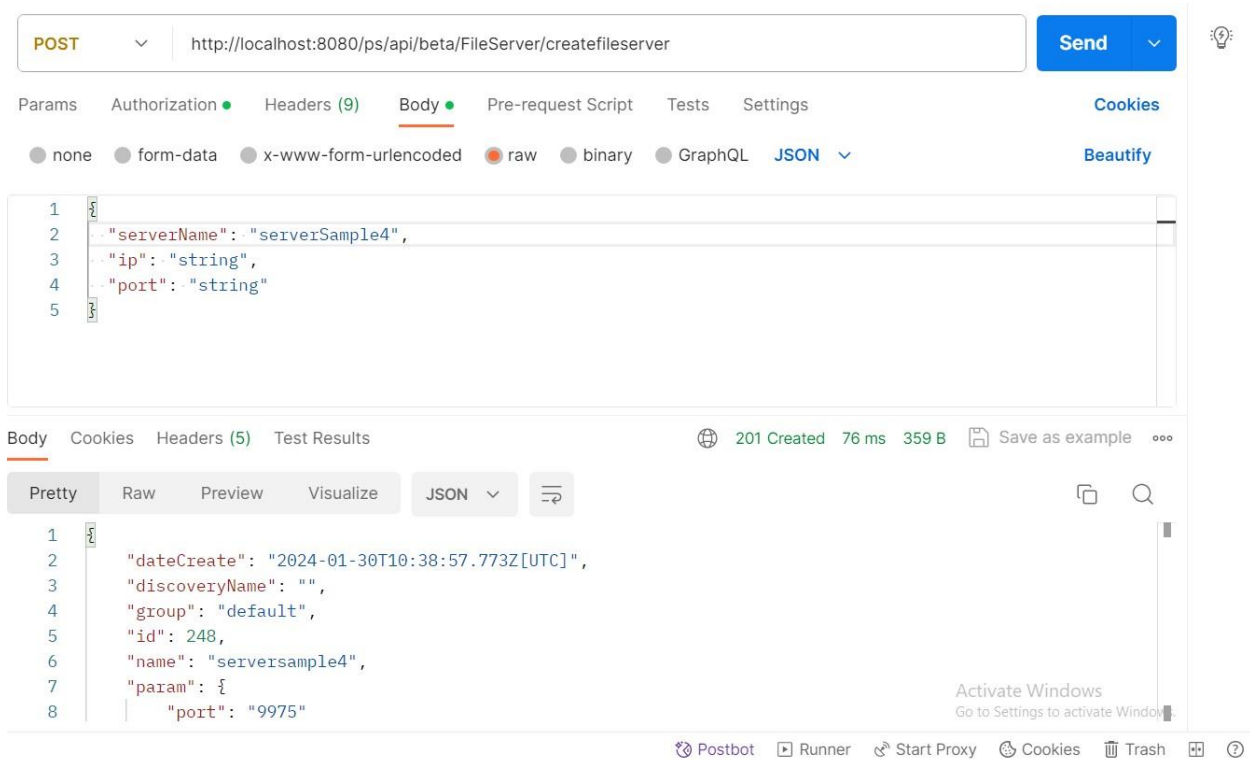 POST http://localhost:8080/ps/api/beta/FileServer/createfileserver Send
Params Authorization Headers (9) Body Pre-request Script Tests Settings Cookies
none form-data x-www-form-urlencoded raw binary GraphQL JSON Beautify
1 {
2 "serverName": "serverSample4",
3 "ip": "string",
4 "port": "string"
5 }
Body Cookies Headers (5) Test Results 201 Created 76 ms 359 B Save as example
Pretty Raw Preview Visualize JSON
1 {
2 "dateCreate": "2024-01-30T10:38:57.773Z[UTC]",
3 "discoveryName": "",
4 "group": "default",
5 "id": 248,
6 "name": "serversample4",
7 "param": {
8 "port": "9975"
Activate Windows
Go to Settings to activate Windows.
Postbot Runner Start Proxy Cookies Trash